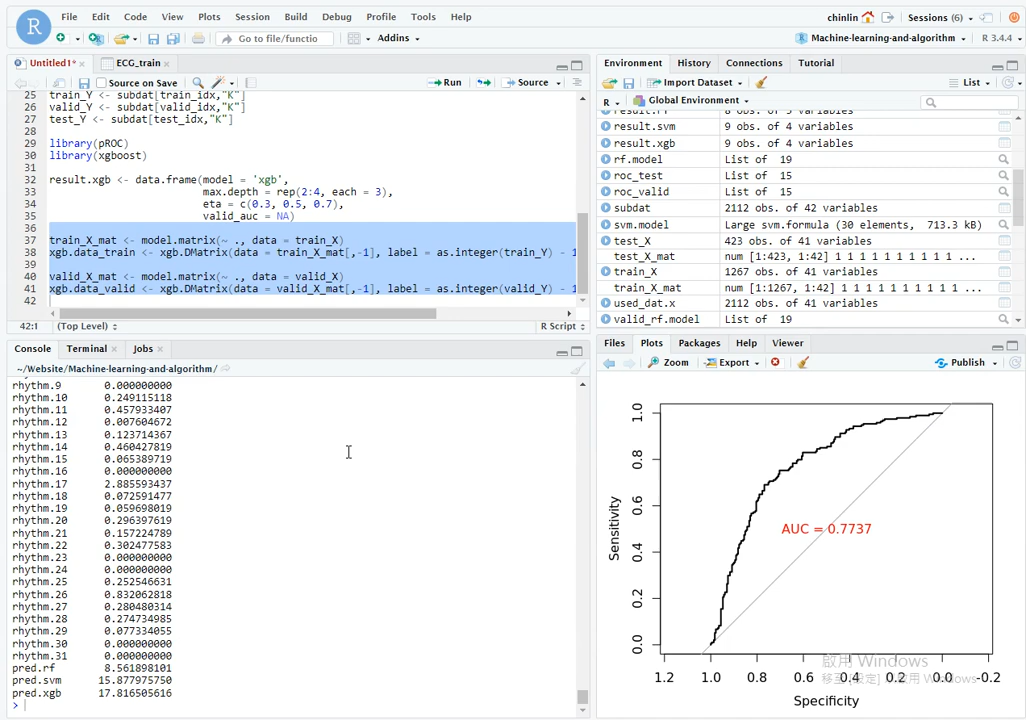 File Edit Code View Plots Session Build Debug Profile Tools Help
chinlin Sessions (6)
R
Go to file/functio Addins
Machine-learning-and-algorithm R 3.4.4
Untitled1* × ECG_train ×
Source on Save Run Source
25 train_Y <- subdat[train_idx,"K"]
26 valid_Y <- subdat[valid_idx,"K"]
27 test_Y <- subdat[test_idx,"K"]
28
29 library(pROC)
30 library(xgboost)
31
32 result.xgb <- data.frame(model = 'xgb',
33 max.depth = rep(2:4, each = 3),
34 eta = c(0.3, 0.5, 0.7),
35 valid_auc = NA)
36
37 train_X_mat <- model.matrix(~ ., data = train_X)
38 xgb.data_train <- xgb.DMatrix(data = train_X_mat[,-1], label = as.integer(train_Y) - 1
39
40 valid_X_mat <- model.matrix(~ ., data = valid_X)
41 xgb.data_valid <- xgb.DMatrix(data = valid_X_mat[,-1], label = as.integer(valid_Y) - 1
42
42:1 (Top Level) R Script
Console Terminal × Jobs ×
~/Website/Machine-learning-and-algorithm/
rhythm.9 0.000000000
rhythm.10 0.249115118
rhythm.11 0.457933407
rhythm.12 0.007604672
rhythm.13 0.123714367
rhythm.14 0.460427819
rhythm.15 0.065389719
rhythm.16 0.000000000
rhythm.17 2.885593437
rhythm.18 0.072591477
rhythm.19 0.059698019
rhythm.20 0.296397619
rhythm.21 0.157224789
rhythm.22 0.302477583
rhythm.23 0.000000000
rhythm.24 0.000000000
rhythm.25 0.252546631
rhythm.26 0.832062818
rhythm.27 0.280480314
rhythm.28 0.274734985
rhythm.29 0.077334055
rhythm.30 0.000000000
rhythm.31 0.000000000
pred.rf 8.561898101
pred.svm 15.877975750
pred.xgb 17.816505616
>
Environment History Connections Tutorial
Import Dataset List
R Global Environment
result.rf 8 obs. of 3 variables
result.svm 9 obs. of 4 variables
result.xgb 9 obs. of 4 variables
rf.model List of 19
roc_test List of 15
roc_valid List of 15
subdat 2112 obs. of 42 variables
svm.model Large svm.formula (30 elements, 713.3 kB)
test_X 423 obs. of 41 variables
test_X_mat num [1:423, 1:42] 1 1 1 1 1 1 1 1 1 1 ...
train_X 1267 obs. of 41 variables
train_X_mat num [1:1267, 1:42] 1 1 1 1 1 1 1 1 1 ...
used_dat.x 2112 obs. of 41 variables
valid_rf.model List of 19
Files Plots Packages Help Viewer
Zoom Export Publish
Sensitivity
1.0
0.8
0.6
0.4
0.2
0.0
AUC = 0.7737
1.2 1.0 0.8 0.6 0.4 0.2 0.0 -0.2
Specificity
啟用 Windows
移至 [設定] 以啟用 Windows。